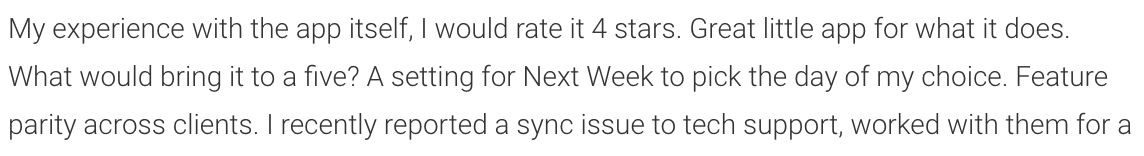 My experience with the app itself, I would rate it 4 stars. Great little app for what it does.
What would bring it to a five? A setting for Next Week to pick the day of my choice. Feature
parity across clients. I recently reported a sync issue to tech support, worked with them for a